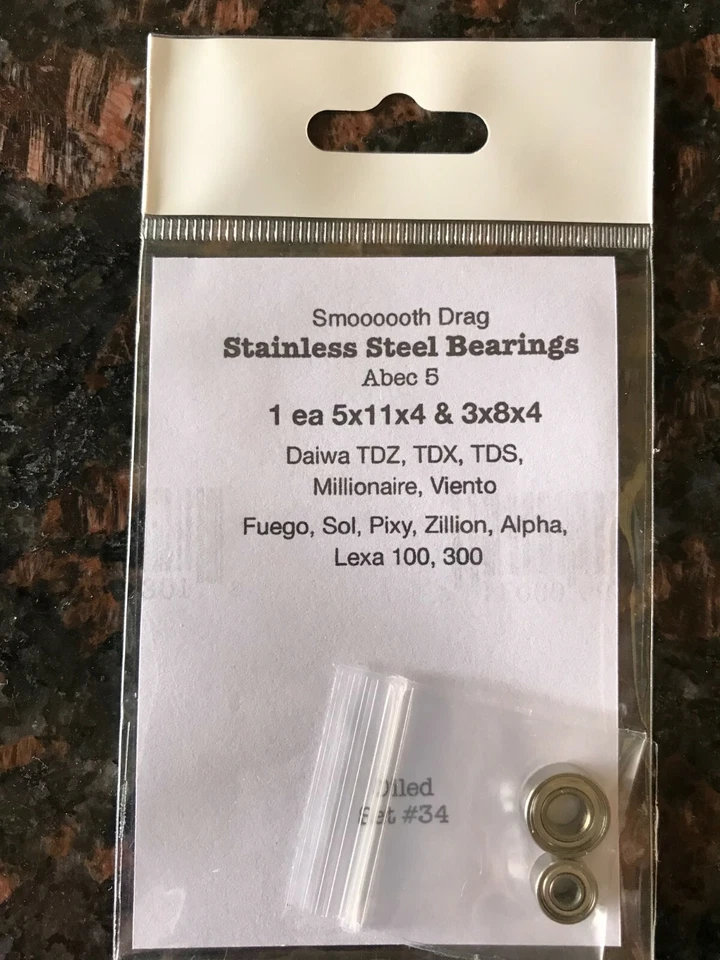 Smoooooth Drag
Stainless Steel Bearings
Abec 5
1 ea 5x11x4 & 3x8x4
Daiwa TDZ, TDX, TDS,
Millionaire, Viento
Fuego, Sol, Pixy, Zillion, Alpha,
Lexa 100, 300
Oiled
Set #34